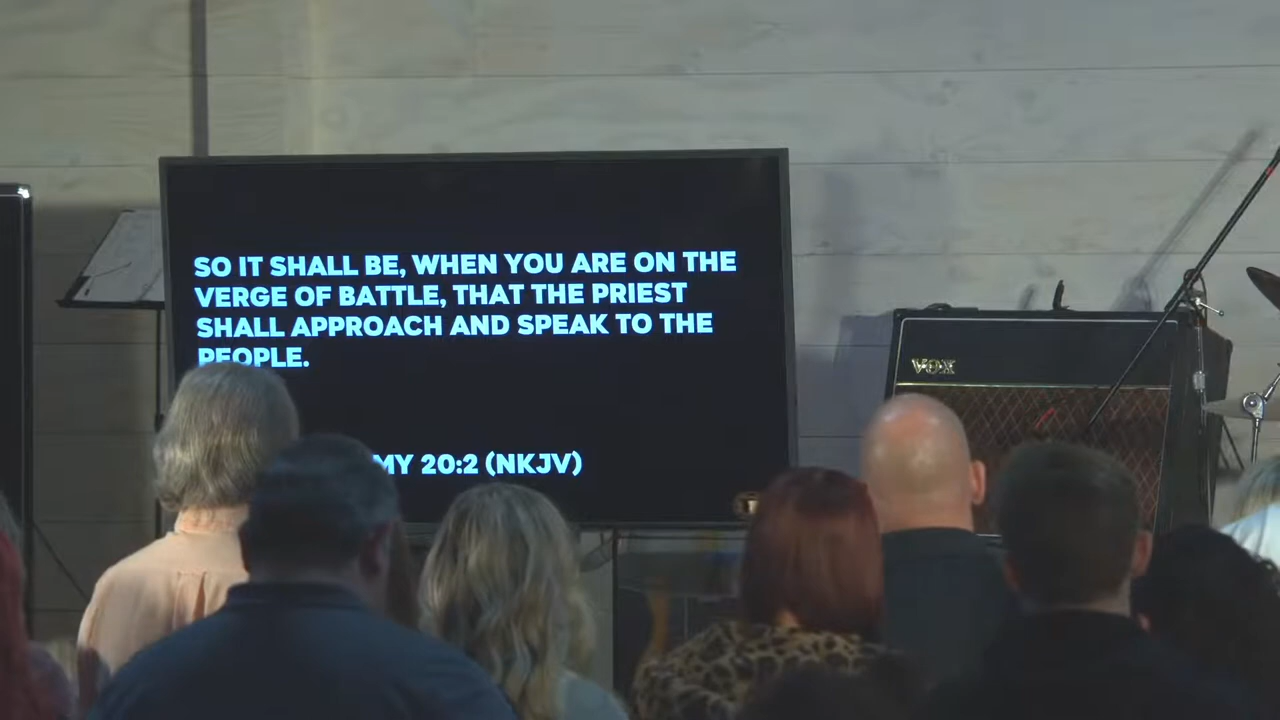 SO IT SHALL BE, WHEN YOU ARE ON THE
VERGE OF BATTLE, THAT THE PRIEST
SHALL APPROACH AND SPEAK TO THE
PEOPLE.
MY 20:2 (NKJV)
VOX